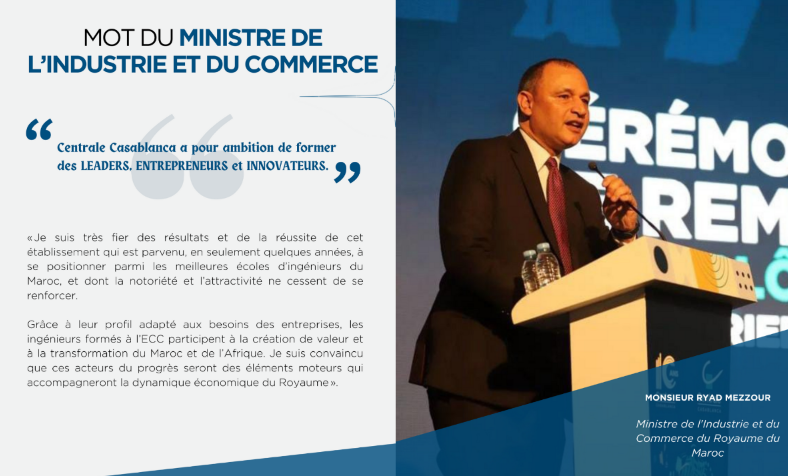 MOT DU MINISTRE DE
L'INDUSTRIE ET DU COMMERCE
“ Centrale Casablanca a pour ambition de former
des LEADERS, ENTREPRENEURS et INNOVATEURS. ”
«Je suis très fier des résultats et de la réussite de cet
établissement qui est parvenu, en seulement quelques années, à
se positionner parmi les meilleures écoles d'ingénieurs du
Maroc, et dont la notoriété et l'attractivité ne cessent de se
renforcer.
Grâce à leur profil adapté aux besoins des entreprises, les
ingénieurs formés à l'ECC participent à la création de valeur et
à la transformation du Maroc et de l'Afrique. Je suis convaincu
que ces acteurs du progrès seront des éléments moteurs qui
accompagneront la dynamique économique du Royaume».
ÉRÉMO
REM
LÔ
RIE
MONSIEUR RYAD MEZZOUR
Ministre de l'Industrie et du
Commerce du Royaume du
Maroc